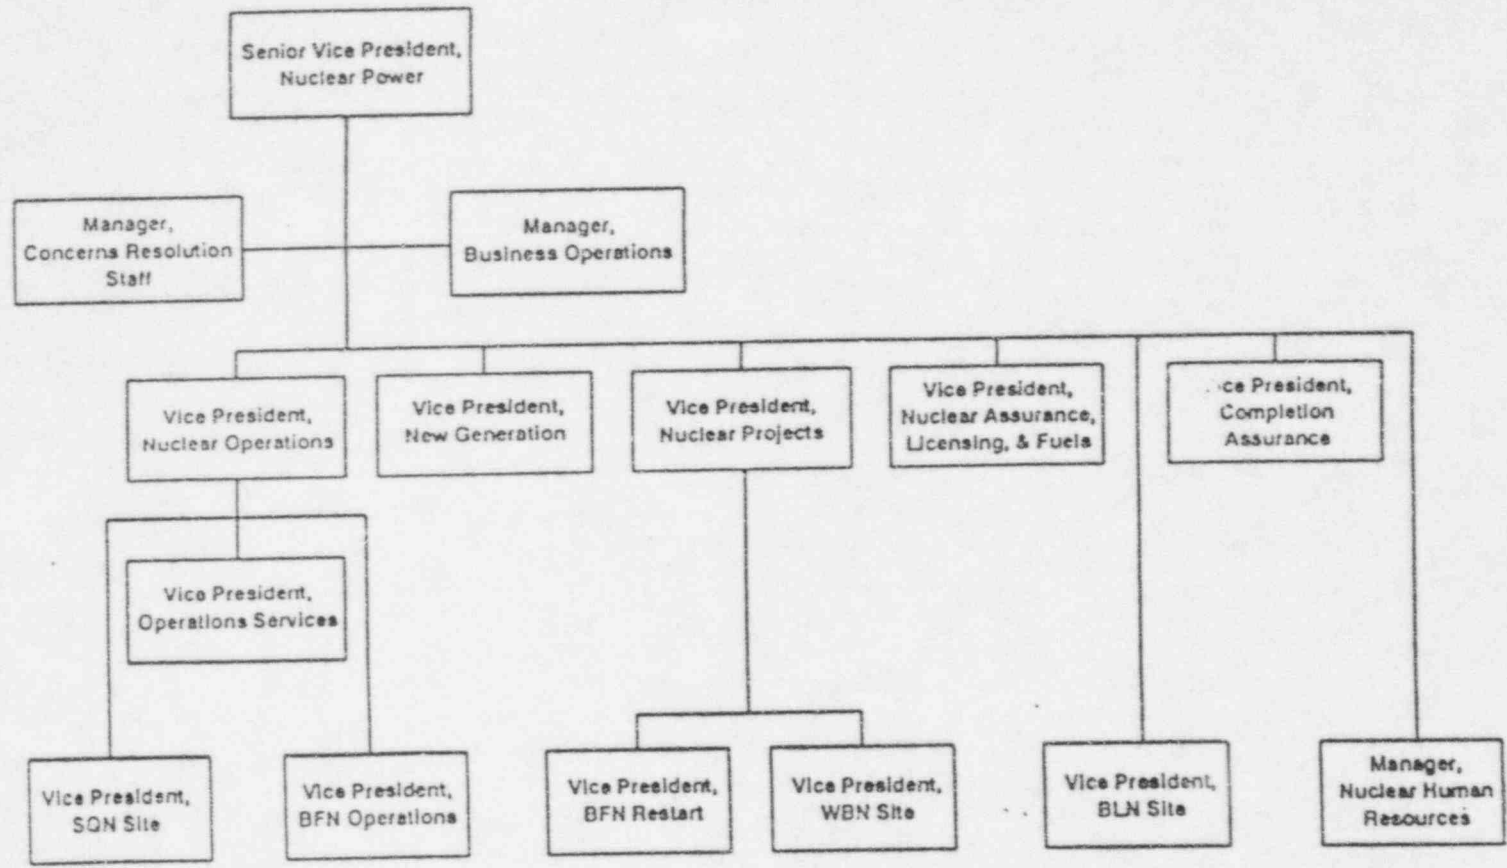 Senior Vice President,
Nuclear Power
Manager,
Concerns Resolution
Staff
Manager,
Business Operations
Vice President,
Nuclear Operations
Vice President,
New Generation
Vice President,
Nuclear Projects
Vice President,
Nuclear Assurance,
Licensing, & Fuels
ce President,
Completion
Assurance
Vice President,
Operations Services
Vice President,
SQN Site
Vice President,
BFN Operations
Vice President,
BFN Restart
Vice President,
WBN Site
Vice President,
BLN Site
Manager,
Nuclear Human
Resources